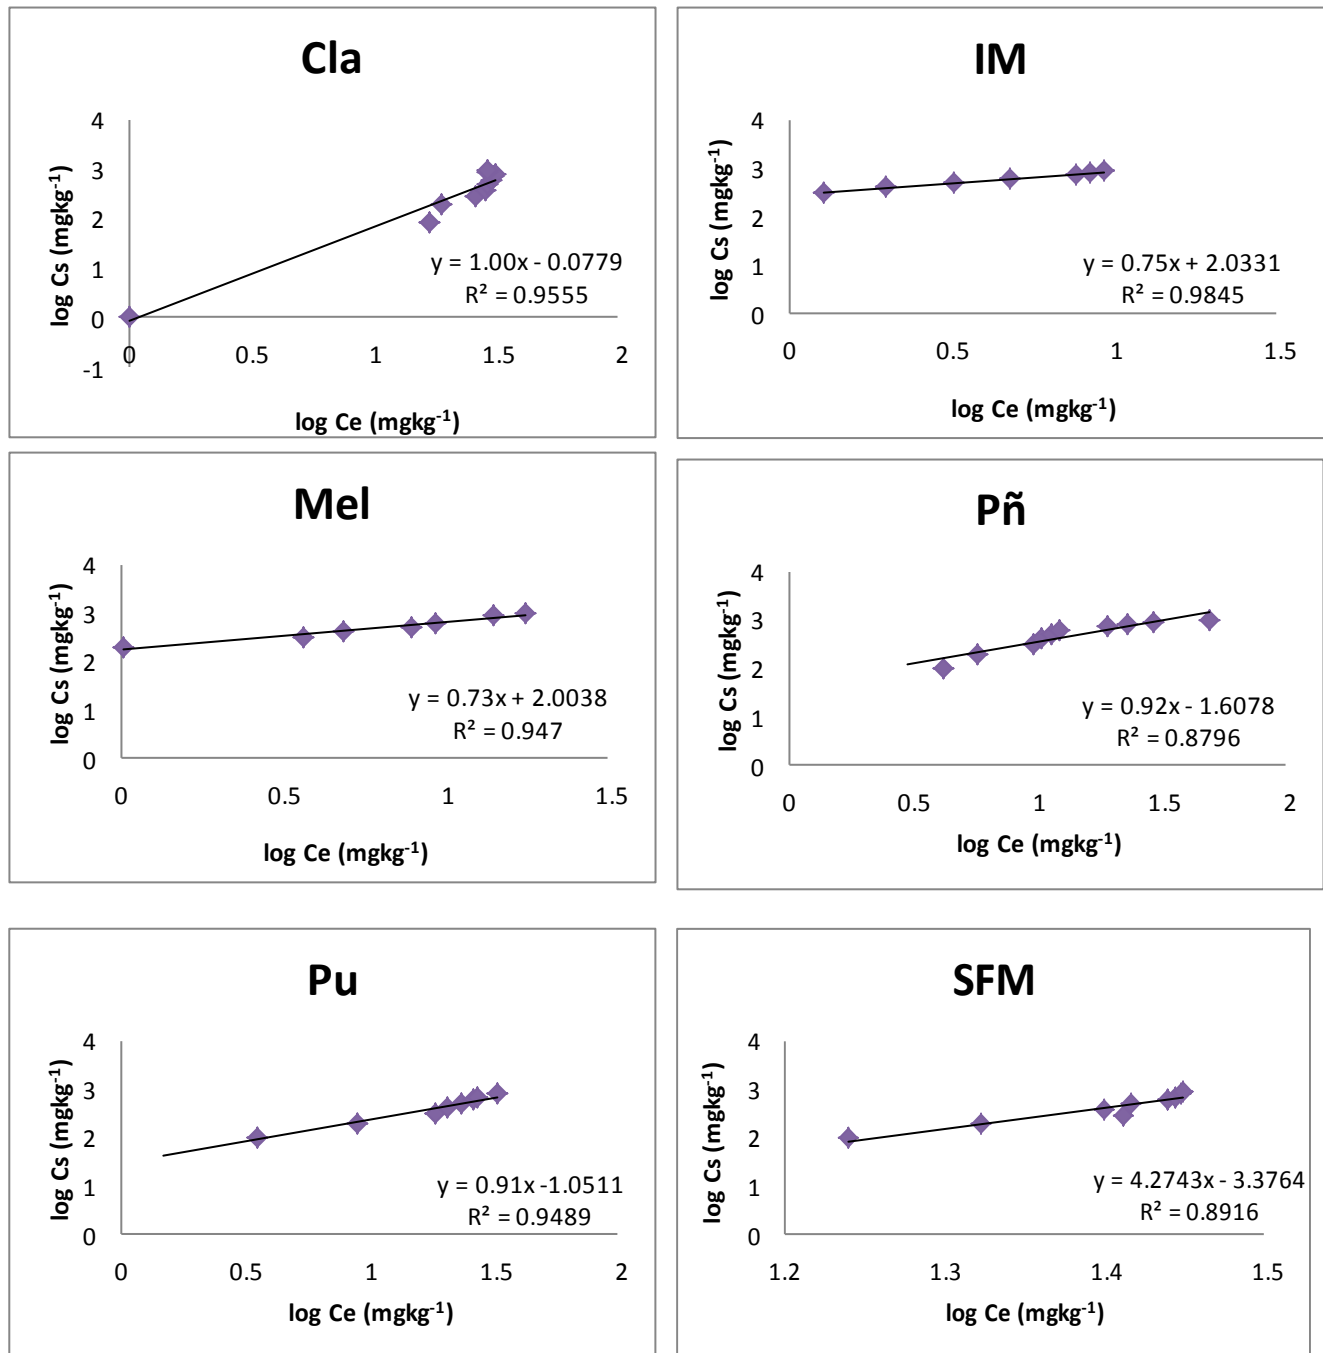 Cla
log Cs (mgkg⁻¹)
4
3
2
1
0
-1
0
0.5
1
1.5
2
y = 1.00x - 0.0779
R² = 0.9555
log Ce (mgkg⁻¹)
IM
log Cs (mgkg⁻¹)
4
3
2
1
0
0
0.5
1
1.5
y = 0.75x + 2.0331
R² = 0.9845
log Ce (mgkg⁻¹)
Mel
log Cs (mgkg⁻¹)
4
3
2
1
0
0
0.5
1
1.5
y = 0.73x + 2.0038
R² = 0.947
log Ce (mgkg⁻¹)
Pñ
log Cs (mgkg⁻¹)
4
3
2
1
0
0
0.5
1
1.5
2
y = 0.92x - 1.6078
R² = 0.8796
log Ce (mgkg⁻¹)
Pu
log Cs (mgkg⁻¹)
4
3
2
1
0
0
0.5
1
1.5
2
y = 0.91x -1.0511
R² = 0.9489
log Ce (mgkg⁻¹)
SFM
log Cs (mgkg⁻¹)
4
3
2
1
0
1.2
1.3
1.4
1.5
y = 4.2743x - 3.3764
R² = 0.8916
log Ce (mgkg⁻¹)